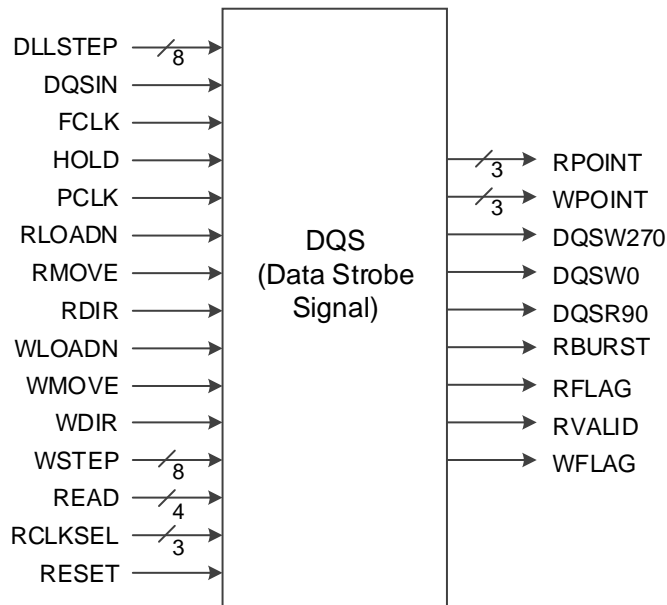 DLLSTEP
8
DQSIN
FCLK
HOLD
PCLK
RLOADN
RMOVE
RDIR
WLOADN
WMOVE
WDIR
WSTEP
8
READ
4
RCLKSEL
3
RESET
DQS
(Data Strobe
Signal)
3
RPOINT
3
WPOINT
DQSW270
DQSW0
DQSR90
RBURST
RFLAG
RVALID
WFLAG